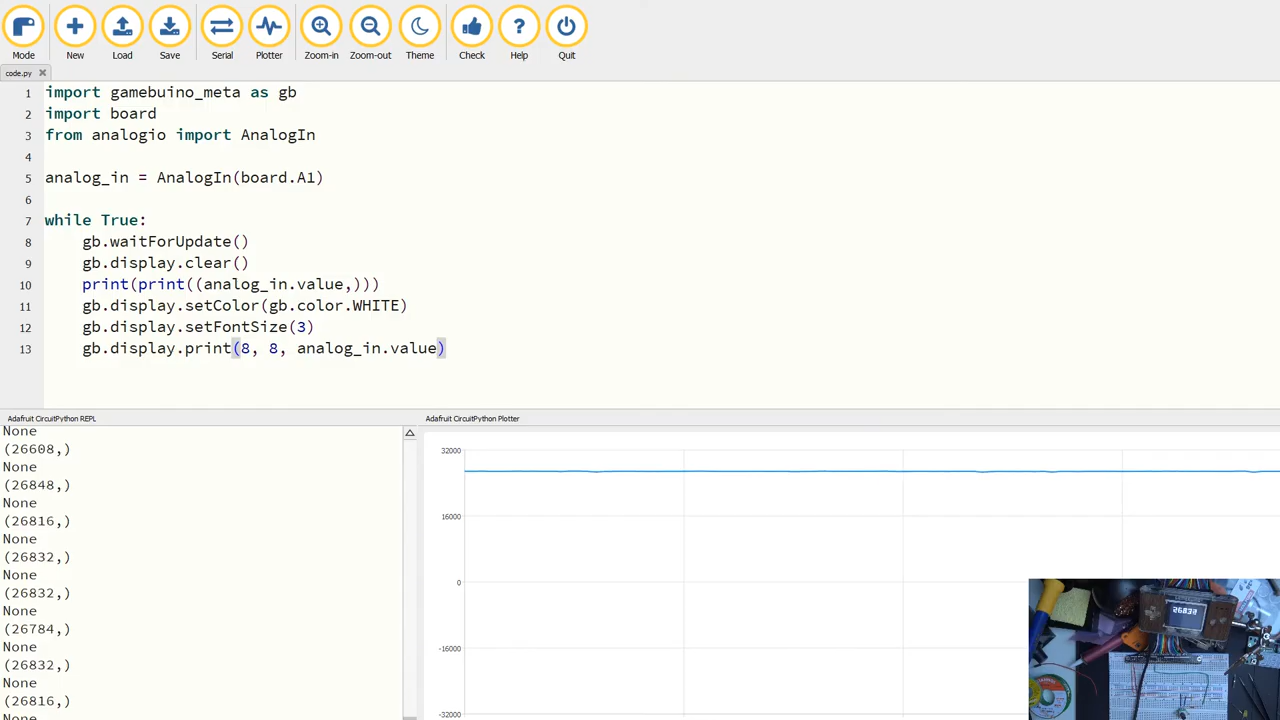 Mode New Load Save Serial Plotter Zoom-in Zoom-out Theme Check Help Quit
code.py
1 import gamebuino_meta as gb
2 import board
3 from analogio import AnalogIn
4
5 analog_in = AnalogIn(board.A1)
6
7 while True:
8 gb.waitForUpdate()
9 gb.display.clear()
10 print(print((analog_in.value,)))
11 gb.display.setColor(gb.color.WHITE)
12 gb.display.setFontSize(3)
13 gb.display.print(8, 8, analog_in.value)
Adafruit CircuitPython REPL
None
(26608,)
None
(26848,)
None
(26816,)
None
(26832,)
None
(26832,)
None
(26784,)
None
(26832,)
None
(26816,)
None
Adafruit CircuitPython Plotter
32000
16000
0
-16000
-32000